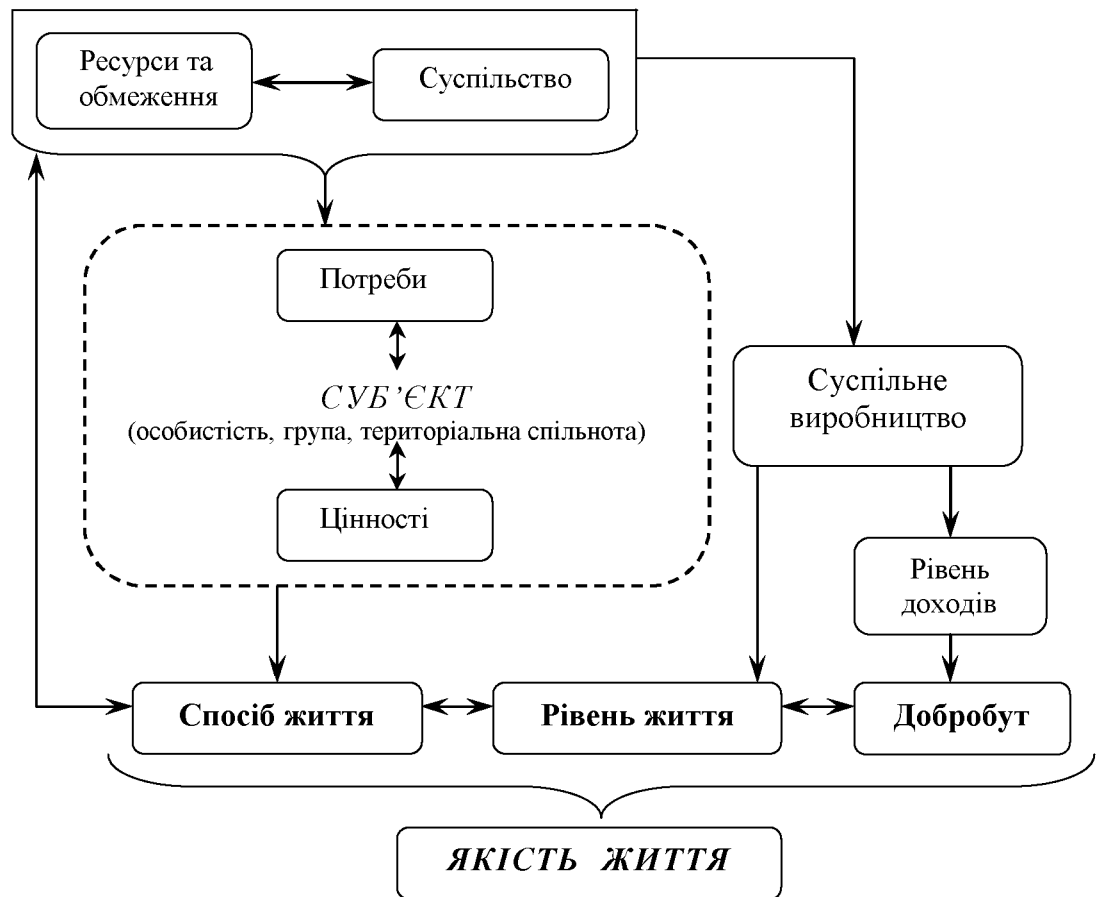 Ресурси та
обмеження
Суспільство
Потреби
СУБ’ЄКТ
(особистість, група, територіальна спільнота)
Цінності
Суспільне
виробництво
Рівень
доходів
Спосіб життя
Рівень життя
Добробут
ЯКІСТЬ ЖИТТЯ